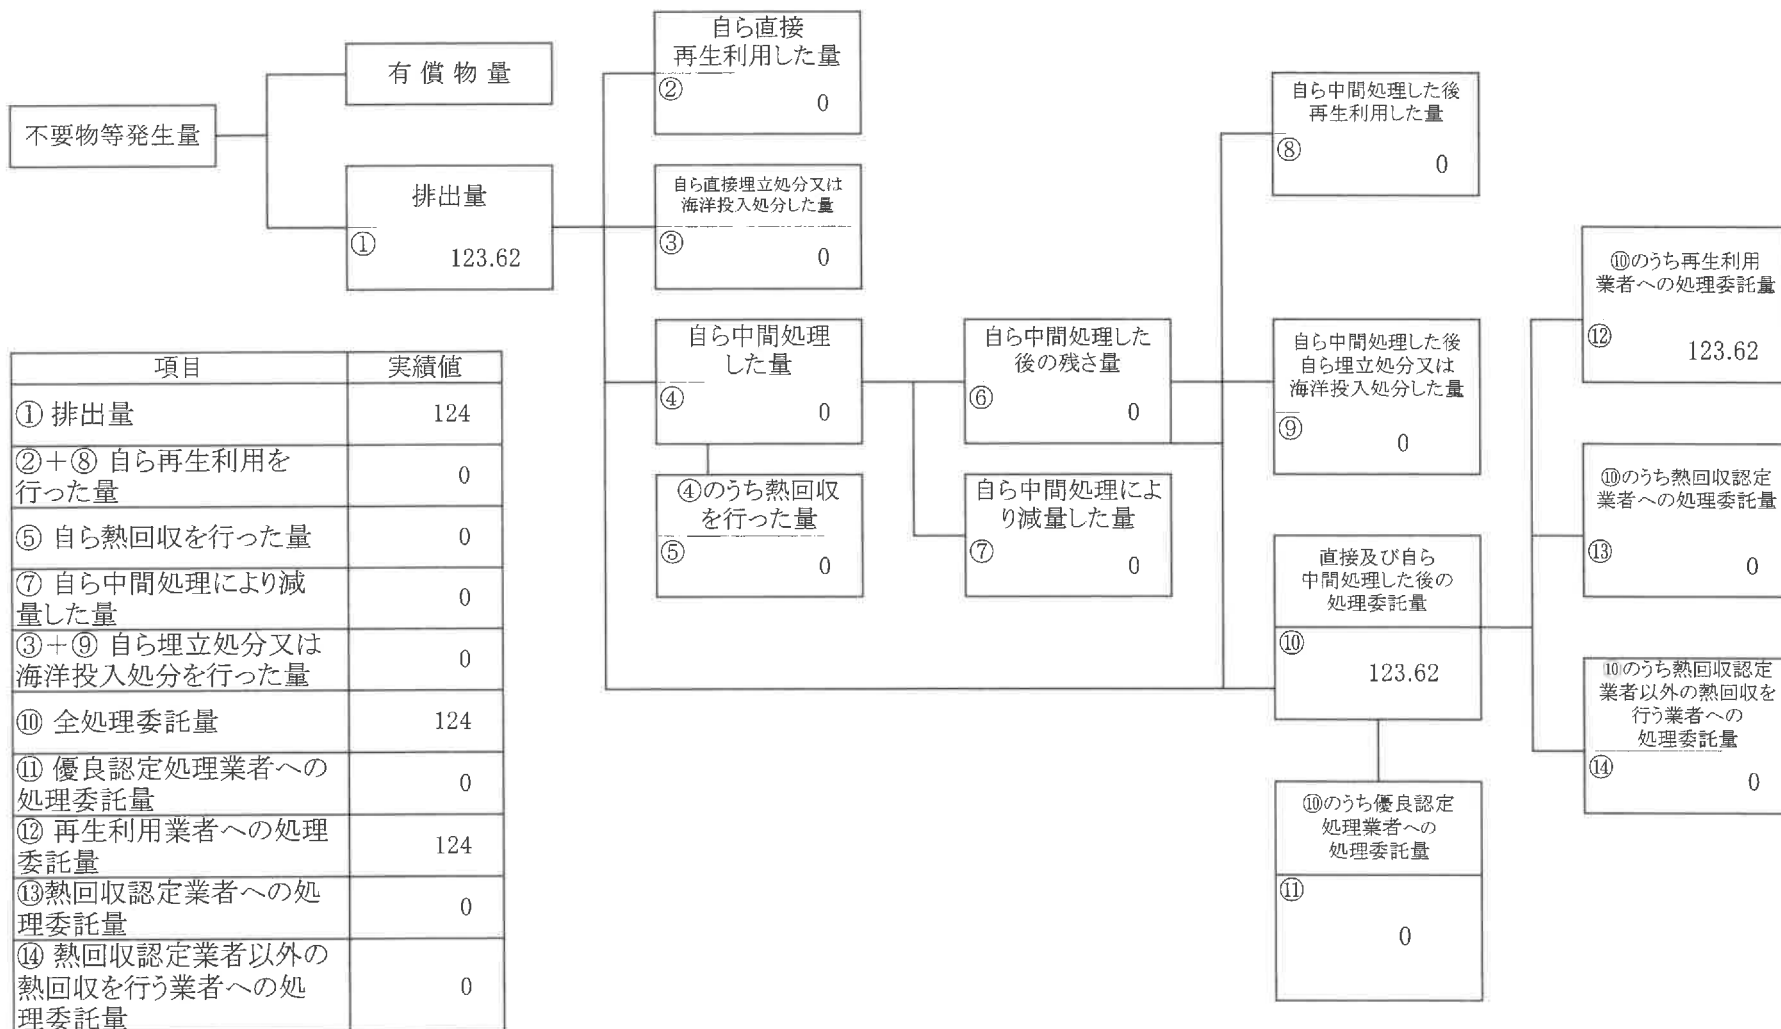 不要物等発生量
有 償 物 量
排出量
①
123.62
自ら直接
再生利用した量
②
0
自ら直接埋立処分又は
海洋投入処分した量
③
0
自ら中間処理
した量
④
0
④のうち熱回収
を行った量
⑤
0
自ら中間処理した
後の残さ量
⑥
0
自ら中間処理によ
り減量した量
⑦
0
自ら中間処理した後
再生利用した量
⑧
0
自ら中間処理した後
自ら埋立処分又は
海洋投入処分した量
⑨
0
直接及び自ら
中間処理した後の
処理委託量
⑩
123.62
⑩のうち優良認定
処理業者への
処理委託量
⑪
0
⑩のうち再生利用
業者への処理委託量
⑫
123.62
⑩のうち熱回収認定
業者への処理委託量
⑬
0
⑩のうち熱回収認定
業者以外の熱回収を
行う業者への
処理委託量
⑭
0
項目 実績値
① 排出量 124
②+⑧ 自ら再生利用を
行った量 0
⑤ 自ら熱回収を行った量 0
⑦ 自ら中間処理により減
量した量 0
③+⑨ 自ら埋立処分又は
海洋投入処分を行った量 0
⑩ 全処理委託量 124
⑪ 優良認定処理業者への
処理委託量 0
⑫ 再生利用業者への処理
委託量 124
⑬熱回収認定業者への処
理委託量 0
⑭ 熱回収認定業者以外の
熱回収を行う業者への処
理委託量 0